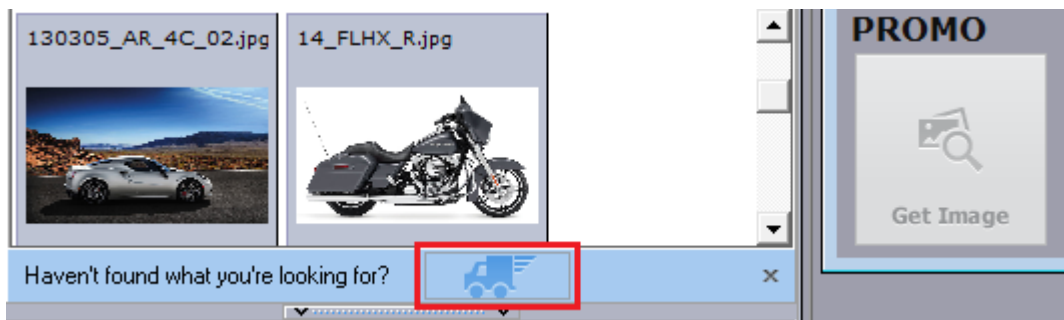 130305_AR_4C_02.jpg
14_FLHX_R.jpg
PROMO
Get Image
Haven't found what you're looking for?